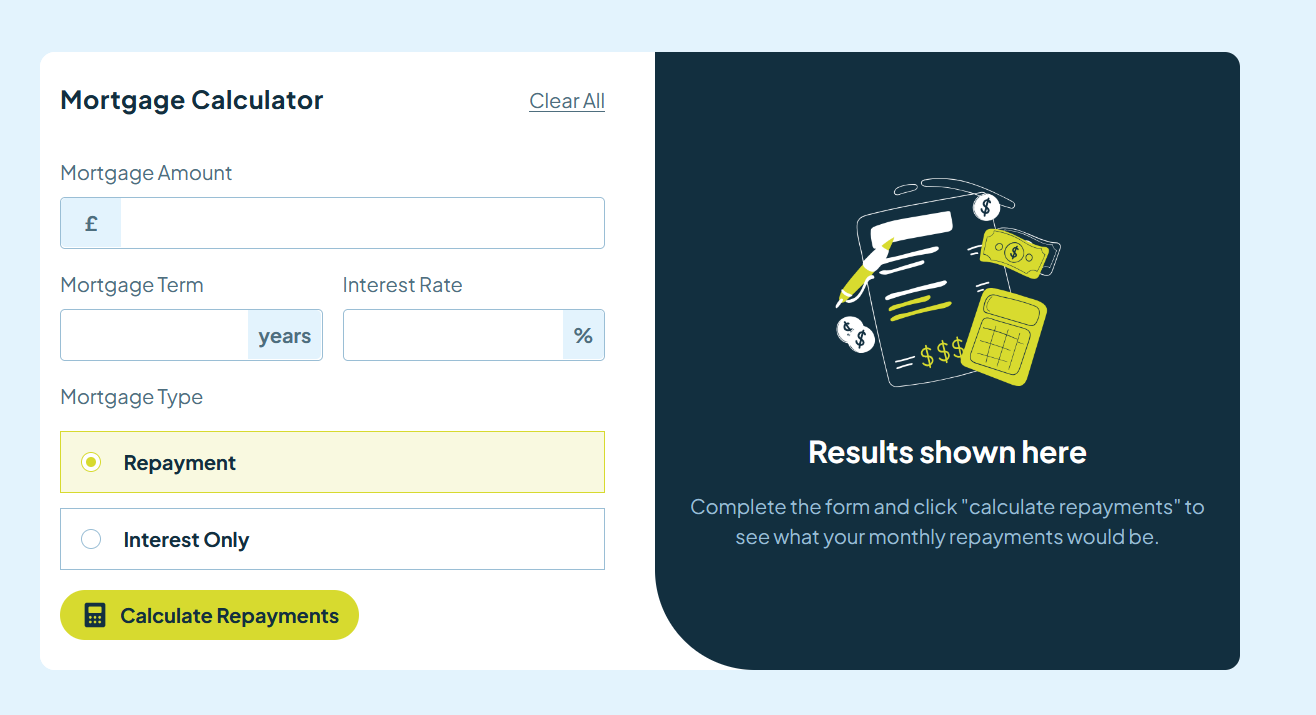 Mortgage Calculator
Clear All
Mortgage Amount
£
Mortgage Term
Interest Rate
years
%
Mortgage Type
Repayment
Interest Only
Calculate Repayments
$
$
$
$
$$$
Results shown here
Complete the form and click "calculate repayments" to
see what your monthly repayments would be.